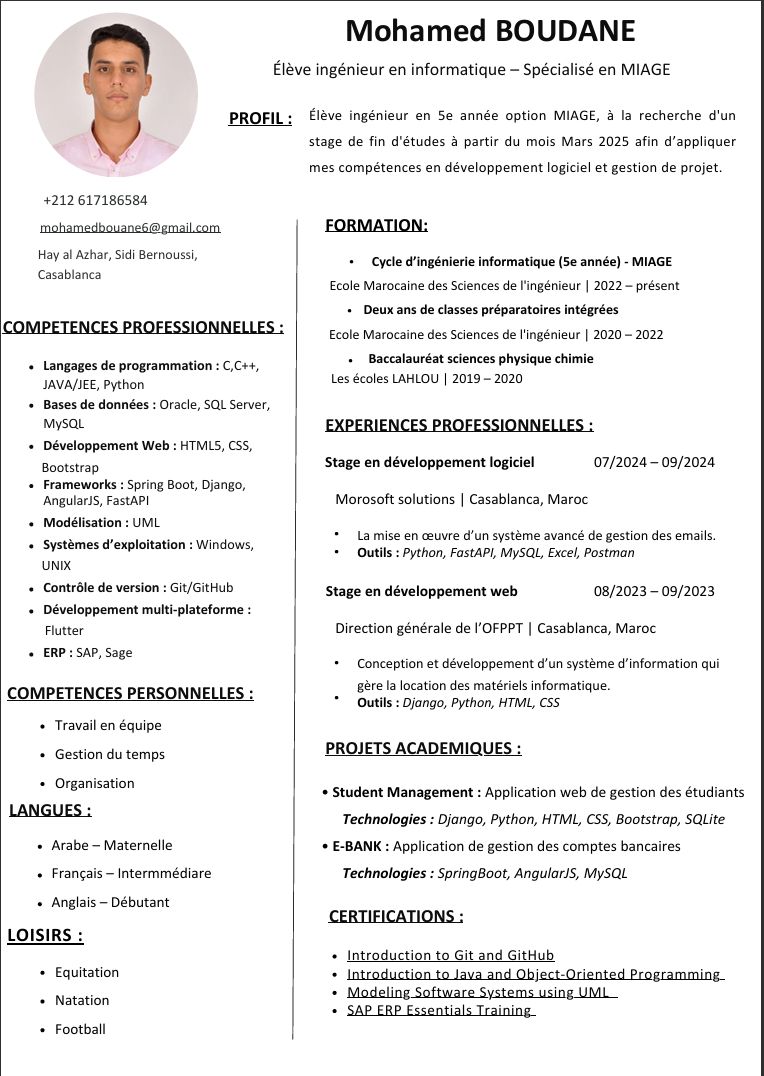 Mohamed BOUDANE
Élève ingénieur en informatique – Spécialisé en MIAGE
PROFIL :
Élève ingénieur en 5e année option MIAGE, à la recherche d'un
stage de fin d'études à partir du mois Mars 2025 afin d’appliquer
mes compétences en développement logiciel et gestion de projet.
+212 617186584
mohamedbouane6@gmail.com
Hay al Azhar, Sidi Bernoussi,
Casablanca
COMPETENCES PROFESSIONNELLES :
• Langages de programmation : C,C++,
JAVA/JEE, Python
• Bases de données : Oracle, SQL Server,
MySQL
• Développement Web : HTML5, CSS,
Bootstrap
• Frameworks : Spring Boot, Django,
AngularJS, FastAPI
• Modélisation : UML
• Systèmes d’exploitation : Windows,
UNIX
• Contrôle de version : Git/GitHub
• Développement multi-plateforme :
Flutter
• ERP : SAP, Sage
COMPETENCES PERSONNELLES :
• Travail en équipe
• Gestion du temps
• Organisation
LANGUES :
• Arabe – Maternelle
• Français – Intermmédiare
• Anglais – Débutant
LOISIRS :
• Equitation
• Natation
• Football
FORMATION:
• Cycle d’ingénierie informatique (5e année) - MIAGE
Ecole Marocaine des Sciences de l'ingénieur | 2022 – présent
• Deux ans de classes préparatoires intégrées
Ecole Marocaine des Sciences de l'ingénieur | 2020 – 2022
• Baccalauréat sciences physique chimie
Les écoles LAHLOU | 2019 – 2020
EXPERIENCES PROFESSIONNELLES :
Stage en développement logiciel 07/2024 – 09/2024
Morosoft solutions | Casablanca, Maroc
• La mise en œuvre d’un système avancé de gestion des emails.
• Outils : Python, FastAPI, MySQL, Excel, Postman
Stage en développement web 08/2023 – 09/2023
Direction générale de l’OFPPT | Casablanca, Maroc
• Conception et développement d’un système d’information qui
gère la location des matériels informatique.
• Outils : Django, Python, HTML, CSS
PROJETS ACADEMIQUES :
• Student Management : Application web de gestion des étudiants
Technologies : Django, Python, HTML, CSS, Bootstrap, SQLite
• E-BANK : Application de gestion des comptes bancaires
Technologies : SpringBoot, AngularJS, MySQL
CERTIFICATIONS :
• Introduction to Git and GitHub
• Introduction to Java and Object-Oriented Programming
• Modeling Software Systems using UML
• SAP ERP Essentials Training